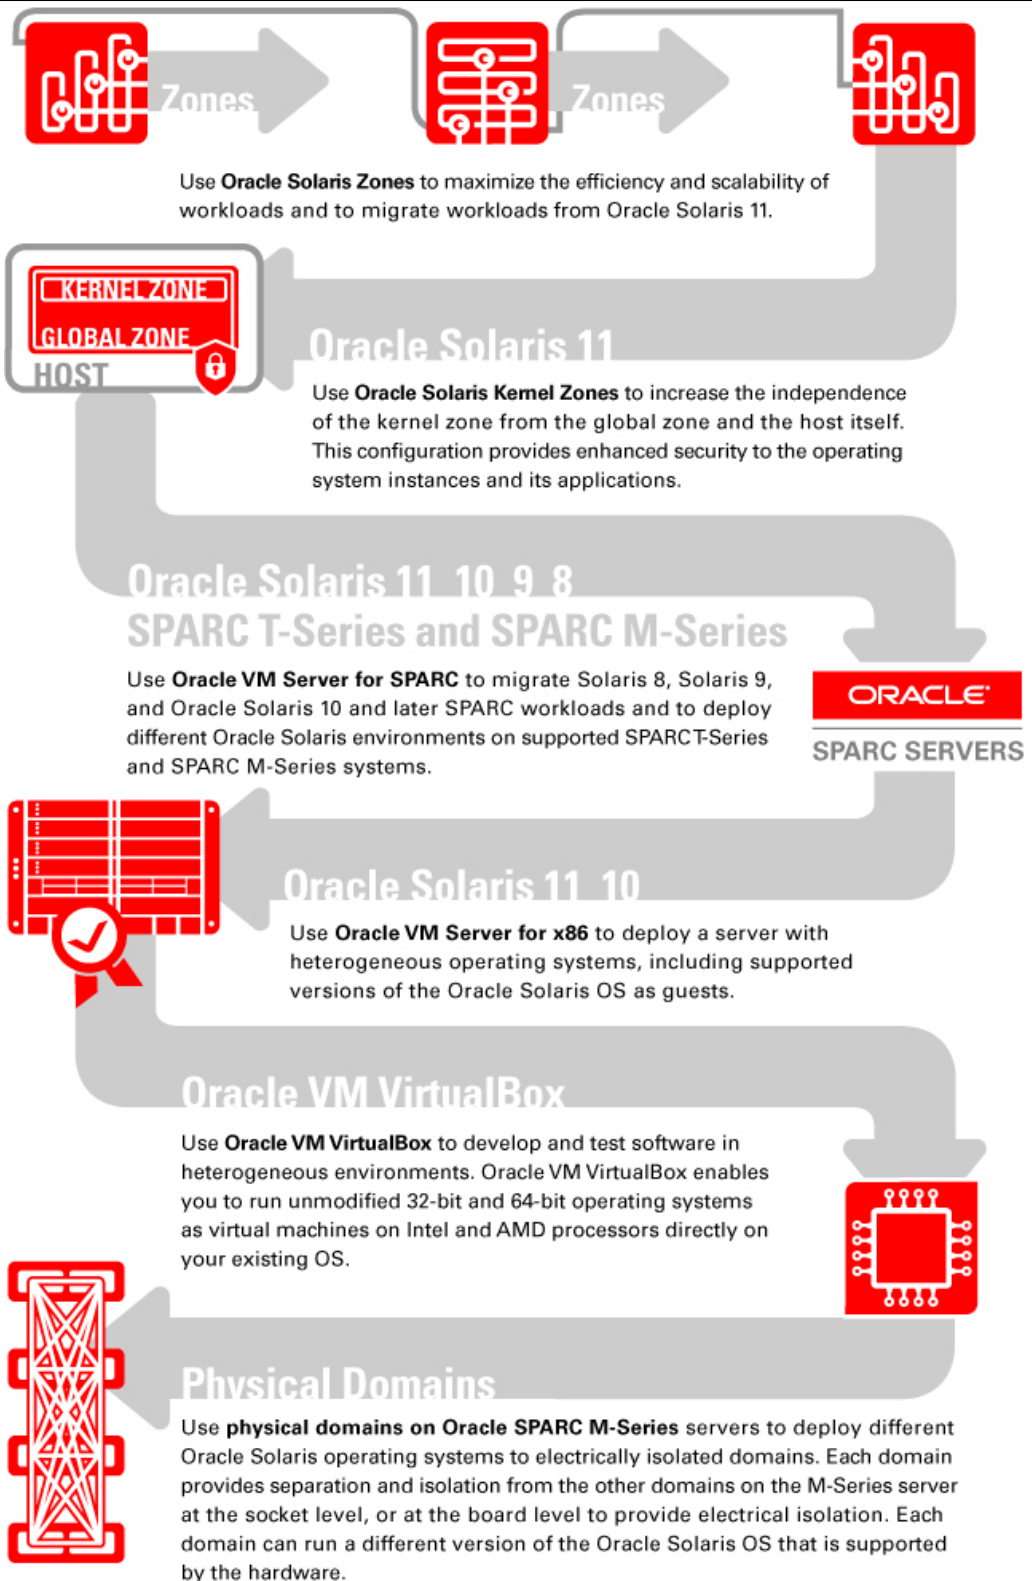 Zones Zones
Use Oracle Solaris Zones to maximize the efficiency and scalability of
workloads and to migrate workloads from Oracle Solaris 11.
KERNEL ZONE
GLOBAL ZONE
HOST
Oracle Solaris 11
Use Oracle Solaris Kernel Zones to increase the independence
of the kernel zone from the global zone and the host itself.
This configuration provides enhanced security to the operating
system instances and its applications.
Oracle Solaris 11 10 9 8
SPARC T-Series and SPARC M-Series
Use Oracle VM Server for SPARC to migrate Solaris 8, Solaris 9,
and Oracle Solaris 10 and later SPARC workloads and to deploy
different Oracle Solaris environments on supported SPARC T-Series
and SPARC M-Series systems.
ORACLE
SPARC SERVERS
Oracle Solaris 11 10
Use Oracle VM Server for x86 to deploy a server with
heterogeneous operating systems, including supported
versions of the Oracle Solaris OS as guests.
Oracle VM VirtualBox
Use Oracle VM VirtualBox to develop and test software in
heterogeneous environments. Oracle VM VirtualBox enables
you to run unmodified 32-bit and 64-bit operating systems
as virtual machines on Intel and AMD processors directly on
your existing OS.
Physical Domains
Use physical domains on Oracle SPARC M-Series servers to deploy different
Oracle Solaris operating systems to electrically isolated domains. Each domain
provides separation and isolation from the other domains on the M-Series server
at the socket level, or at the board level to provide electrical isolation. Each
domain can run a different version of the Oracle Solaris OS that is supported
by the hardware.